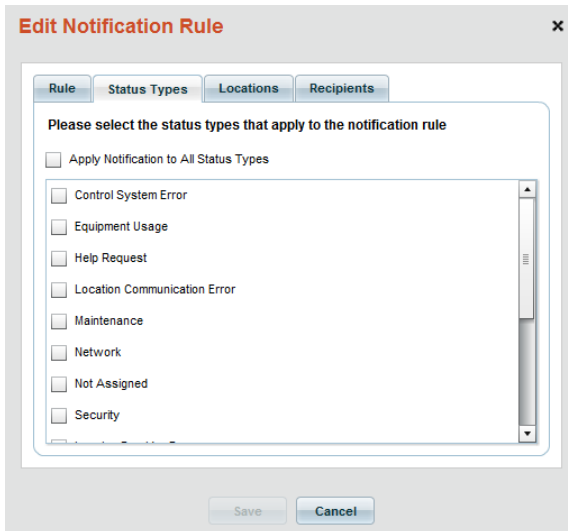 Edit Notification Rule
Rule Status Types Locations Recipients
Please select the status types that apply to the notification rule
Apply Notification to All Status Types
Control System Error
Equipment Usage
Help Request
Location Communication Error
Maintenance
Network
Not Assigned
Security
Save Cancel